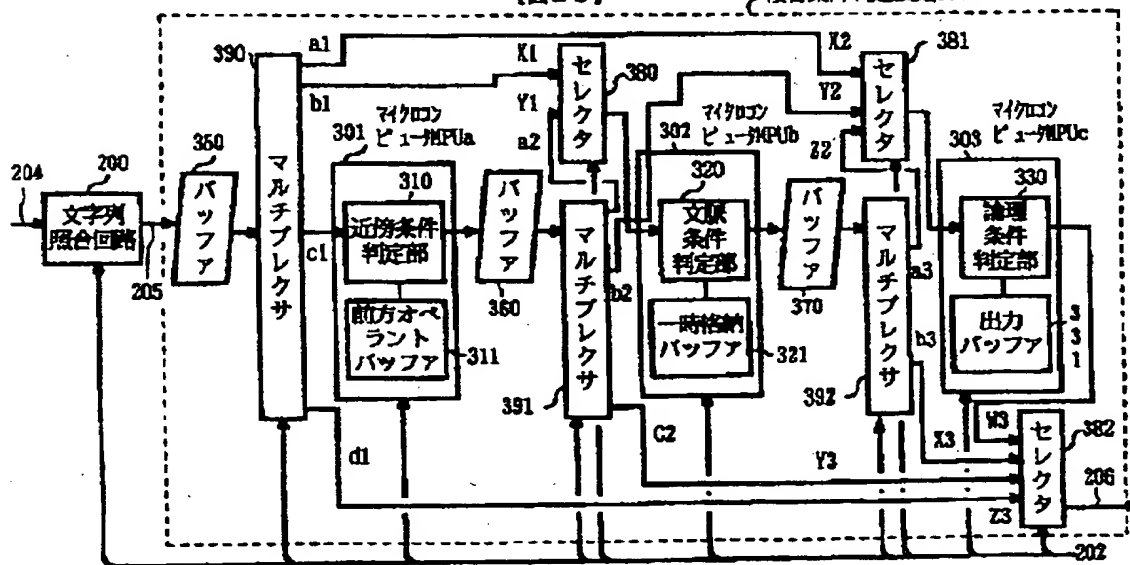 390
a1
b1
X1
Y1
a2
セレクタ
380
X2
Y2
Z2
セレクタ
381
マイクロコン
ピュータMPUa
301
マイクロコン
ピュータMPUb
302
マイクロコン
ピュータMPUc
303
204
200
文字列
照合回路
205
350
バッファ
マルチプレクサ
c1
310
近傍条件
判定部
前方オペ
ラント
バッファ
311
バッファ
360
マルチプレクサ
391
b2
320
文脈
条件
判定部
一時格納
バッファ
321
バッファ
370
マルチプレクサ
392
a3
b3
330
論理
条件
判定部
出力
バッファ
331
d1
C2
Y3
X3
W3
Z3
セレクタ
382
206
202